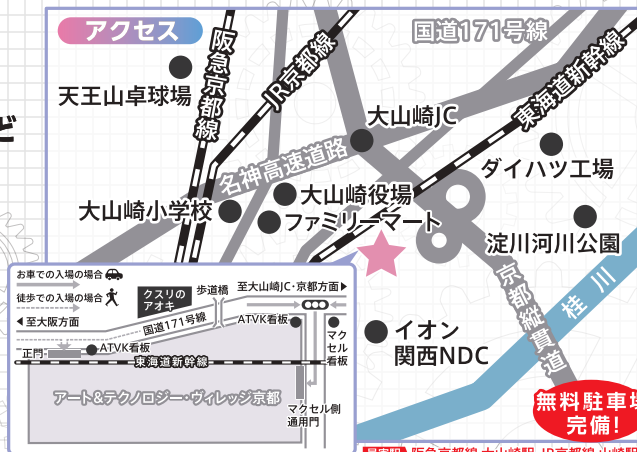 アクセス
国道171号線
阪急京都線
JR京都線
東海道新幹線
天王山卓球場
大山崎JC
名神高速道路
ダイハツ工場
大山崎役場
大山崎小学校
ファミリーマート
淀川河川公園
京都縦貫道
桂川
イオン
関西NDC
お車での入場の場合
徒歩での入場の場合
クスリの
アオキ
歩道橋
至大山崎JC・京都方面▶
◀至大阪方面
国道171号線
ATVK看板
マク
セル
看板
正門
ATVK看板
東海道新幹線
アート&テクノロジー・ヴィレッジ京都
マクセル側
通用門
無料駐車場
完備!